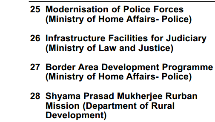 25 Modernisation of Police Forces
(Ministry of Home Affairs- Police)
26 Infrastructure Facilities for Judiciary
(Ministry of Law and Justice)
27 Border Area Development Programme
(Ministry of Home Affairs- Police)
28 Shyama Prasad Mukherjee Rurban
Mission (Department of Rural
Development)